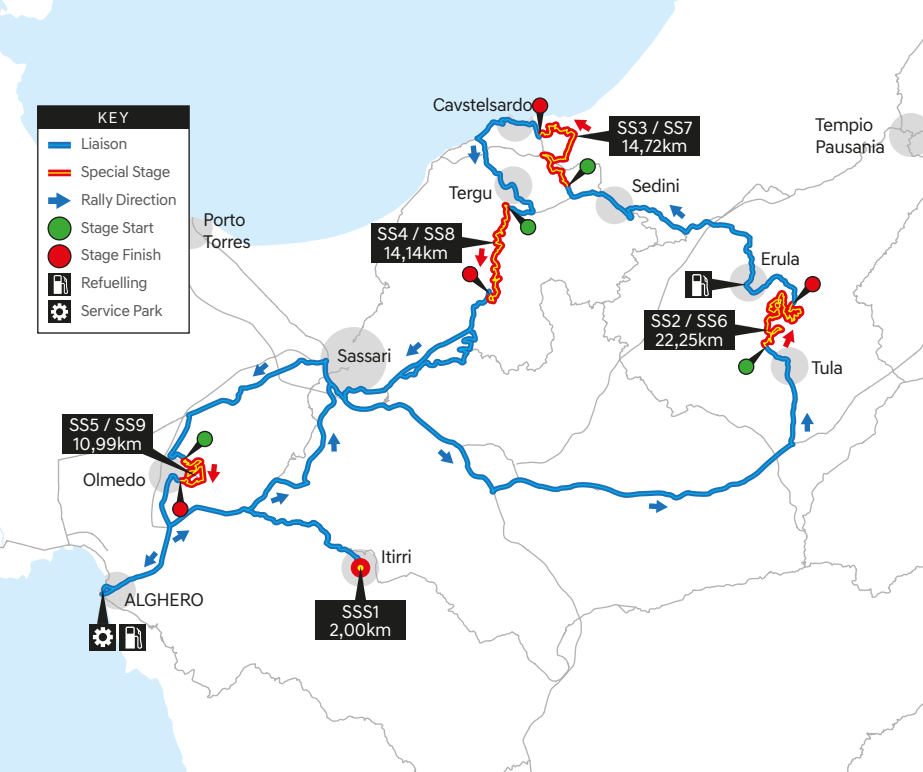 Cavstelsardo
KEY
Liaison
Special Stage
Rally Direction
Stage Start
Stage Finish
Refuelling
Service Park
SS3 / SS7
14,72km
Tempio
Pausania
Tergu
Sedini
Porto
Torres
SS4 / SS8
14,14km
Erula
SS2 / SS6
22,25km
Sassari
Tula
SS5 / SS9
10,99km
Olmedo
Itirri
ALGHERO
SSS1
2,00km